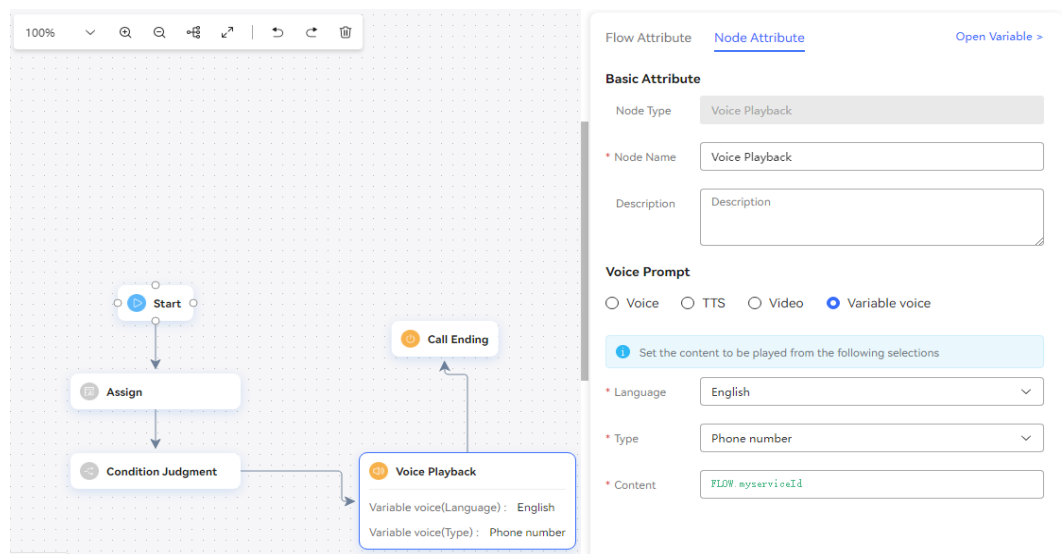 100%
Start
Assign
Condition Judgment
Call Ending
Voice Playback
Variable voice(Language) : English
Variable voice(Type) : Phone number
Flow Attribute Node Attribute Open Variable >
Basic Attribute
Node Type Voice Playback
* Node Name Voice Playback
Description Description
Voice Prompt
Voice TTS Video Variable voice
Set the content to be played from the following selections
* Language English
* Type Phone number
* Content FLOW.myserviceId